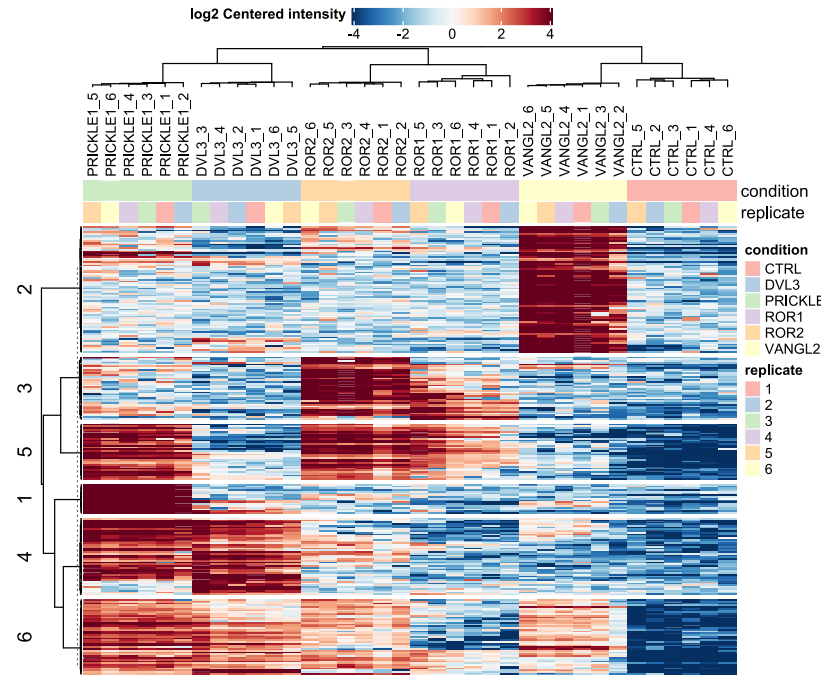 log2 Centered intensity
-4 -2 0 2 4
PRICKLE1_5
PRICKLE1_6
PRICKLE1_4
PRICKLE1_3
PRICKLE1_1
PRICKLE1_2
DVL3_3
DVL3_4
DVL3_2
DVL3_1
DVL3_6
DVL3_5
ROR2_6
ROR2_5
ROR2_3
ROR2_4
ROR2_1
ROR2_2
ROR1_5
ROR1_3
ROR1_6
ROR1_4
ROR1_1
ROR1_2
VANGL2_6
VANGL2_5
VANGL2_4
VANGL2_1
VANGL2_3
VANGL2_2
CTRL_5
CTRL_2
CTRL_3
CTRL_1
CTRL_4
CTRL_6
condition
replicate
2
3
5
1
4
6
condition
CTRL
DVL3
PRICKLE
ROR1
ROR2
VANGL2
replicate
1
2
3
4
5
6